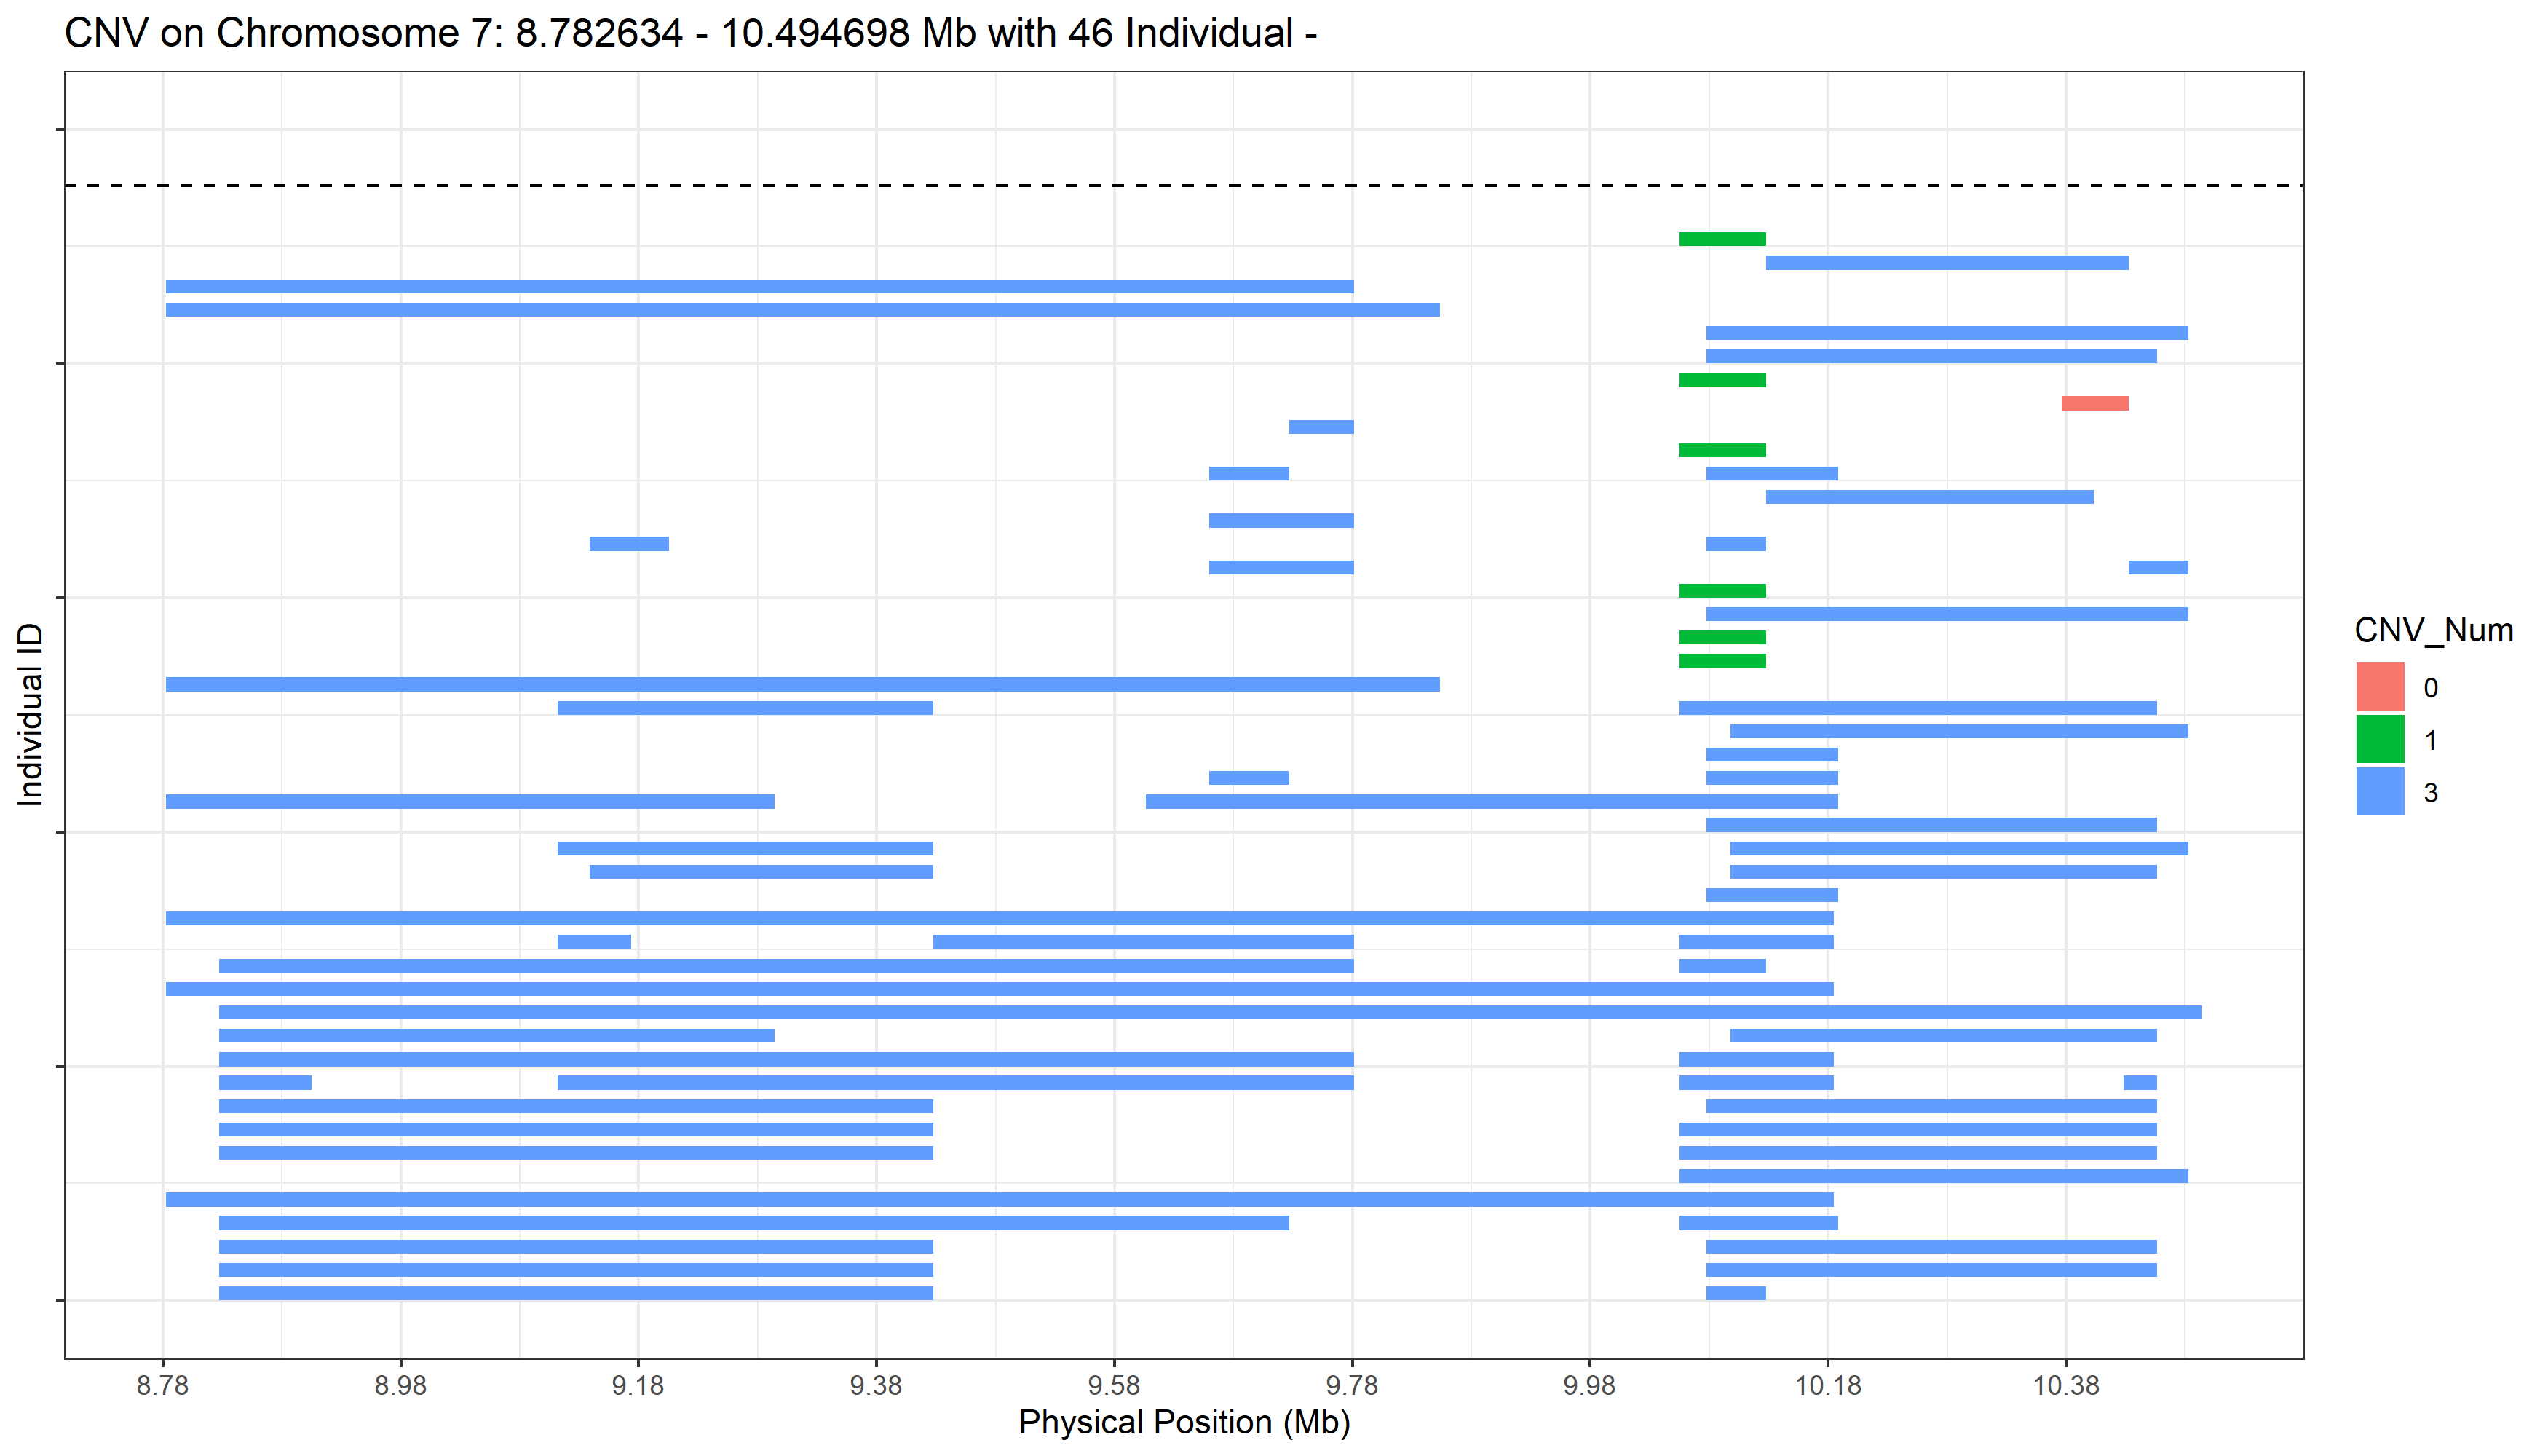 CNV on Chromosome 7: 8.782634 - 10.494698 Mb with 46 Individual -
Individual ID
CNV_Num
0
1
3
8.78 8.98 9.18 9.38 9.58 9.78 9.98 10.18 10.38
Physical Position (Mb)